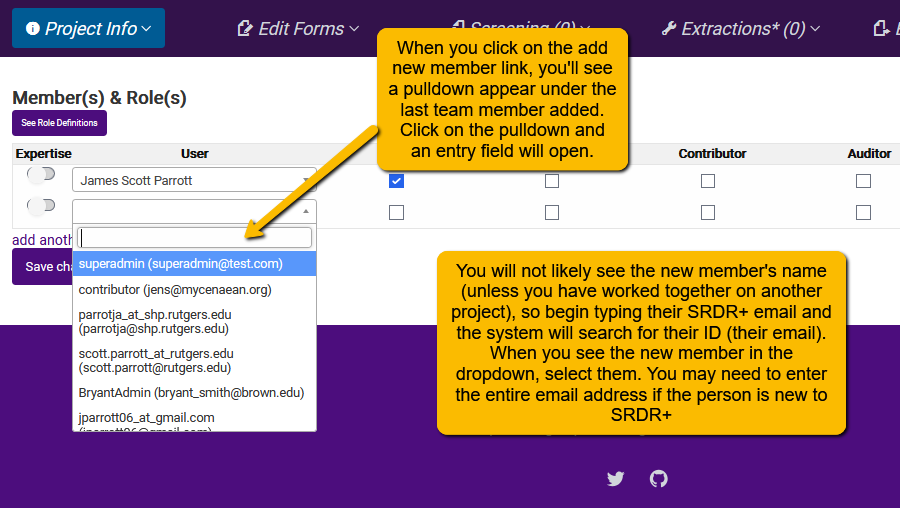 Project Info
Edit Forms
Screening (0)
Extractions* (0)
When you click on the add
new member link, you'll see
a pulldown appear under the
last team member added.
Click on the pulldown and
an entry field will open.
Member(s) & Role(s)
See Role Definitions
Expertise User Contributor Auditor
James Scott Parrott
add anoth
Save cha
superadmin (superadmin@test.com)
contributor (jens@mycenaean.org)
parrotja_at_shp.rutgers.edu
(parrotja@shp.rutgers.edu)
scott.parrott_at_rutgers.edu
(scott.parrott@rutgers.edu)
BryantAdmin (bryant_smith@brown.edu)
jparrott06_at_gmail.com
(jparrott06@gmail.com)
You will not likely see the new member's name
(unless you have worked together on another
project), so begin typing their SRDR+ email and
the system will search for their ID (their email).
When you see the new member in the
dropdown, select them. You may need to enter
the entire email address if the person is new to
SRDR+